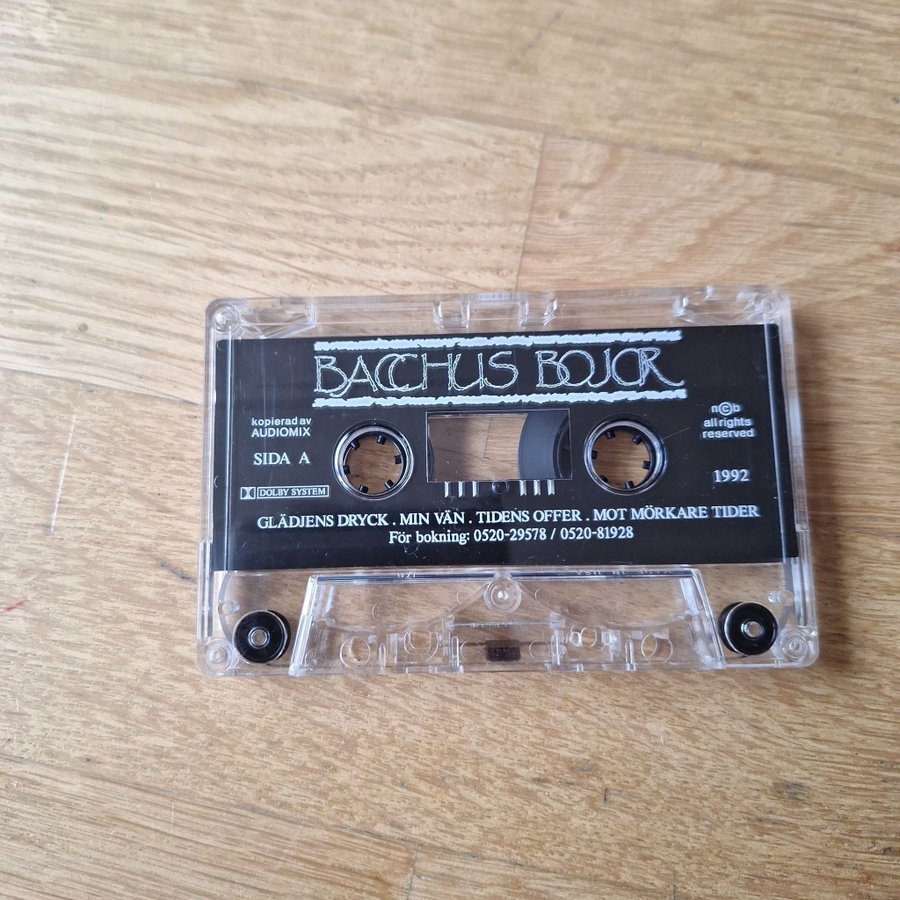 BACCHUS BOJOR
kopierad av
AUDIOMIX
n©b
all rights
reserved
SIDA A
1992
DOLBY SYSTEM
GLÄDJENS DRYCK . MIN VÄN . TIDENS OFFER . MOT MÖRKARE TIDER
För bokning: 0520-29578 / 0520-81928